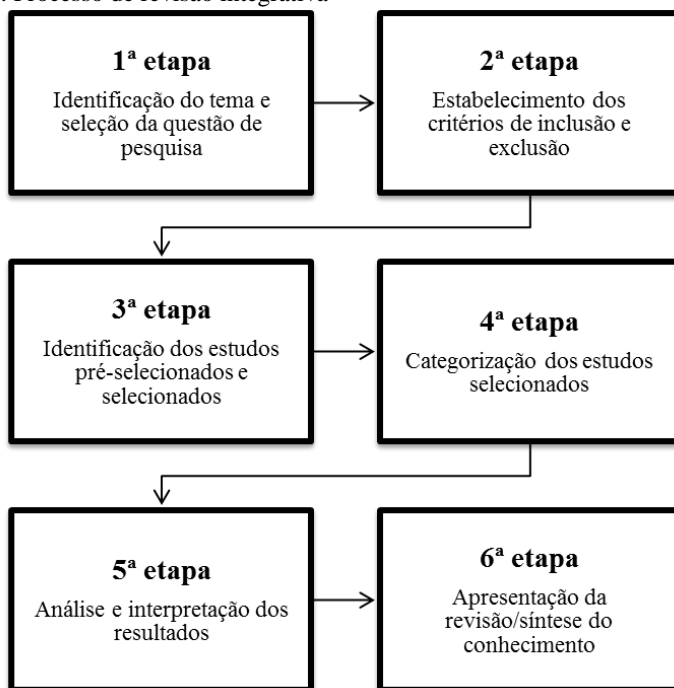 . Processo de revisão integrativa
1ª etapa
Identificação do tema e
seleção da questão de
pesquisa
2ª etapa
Estabelecimento dos
critérios de inclusão e
exclusão
3ª etapa
Identificação dos estudos
pré-selecionados e
selecionados
4ª etapa
Categorização dos estudos
selecionados
5ª etapa
Análise e interpretação dos
resultados
6ª etapa
Apresentação da
revisão/síntese do
conhecimento